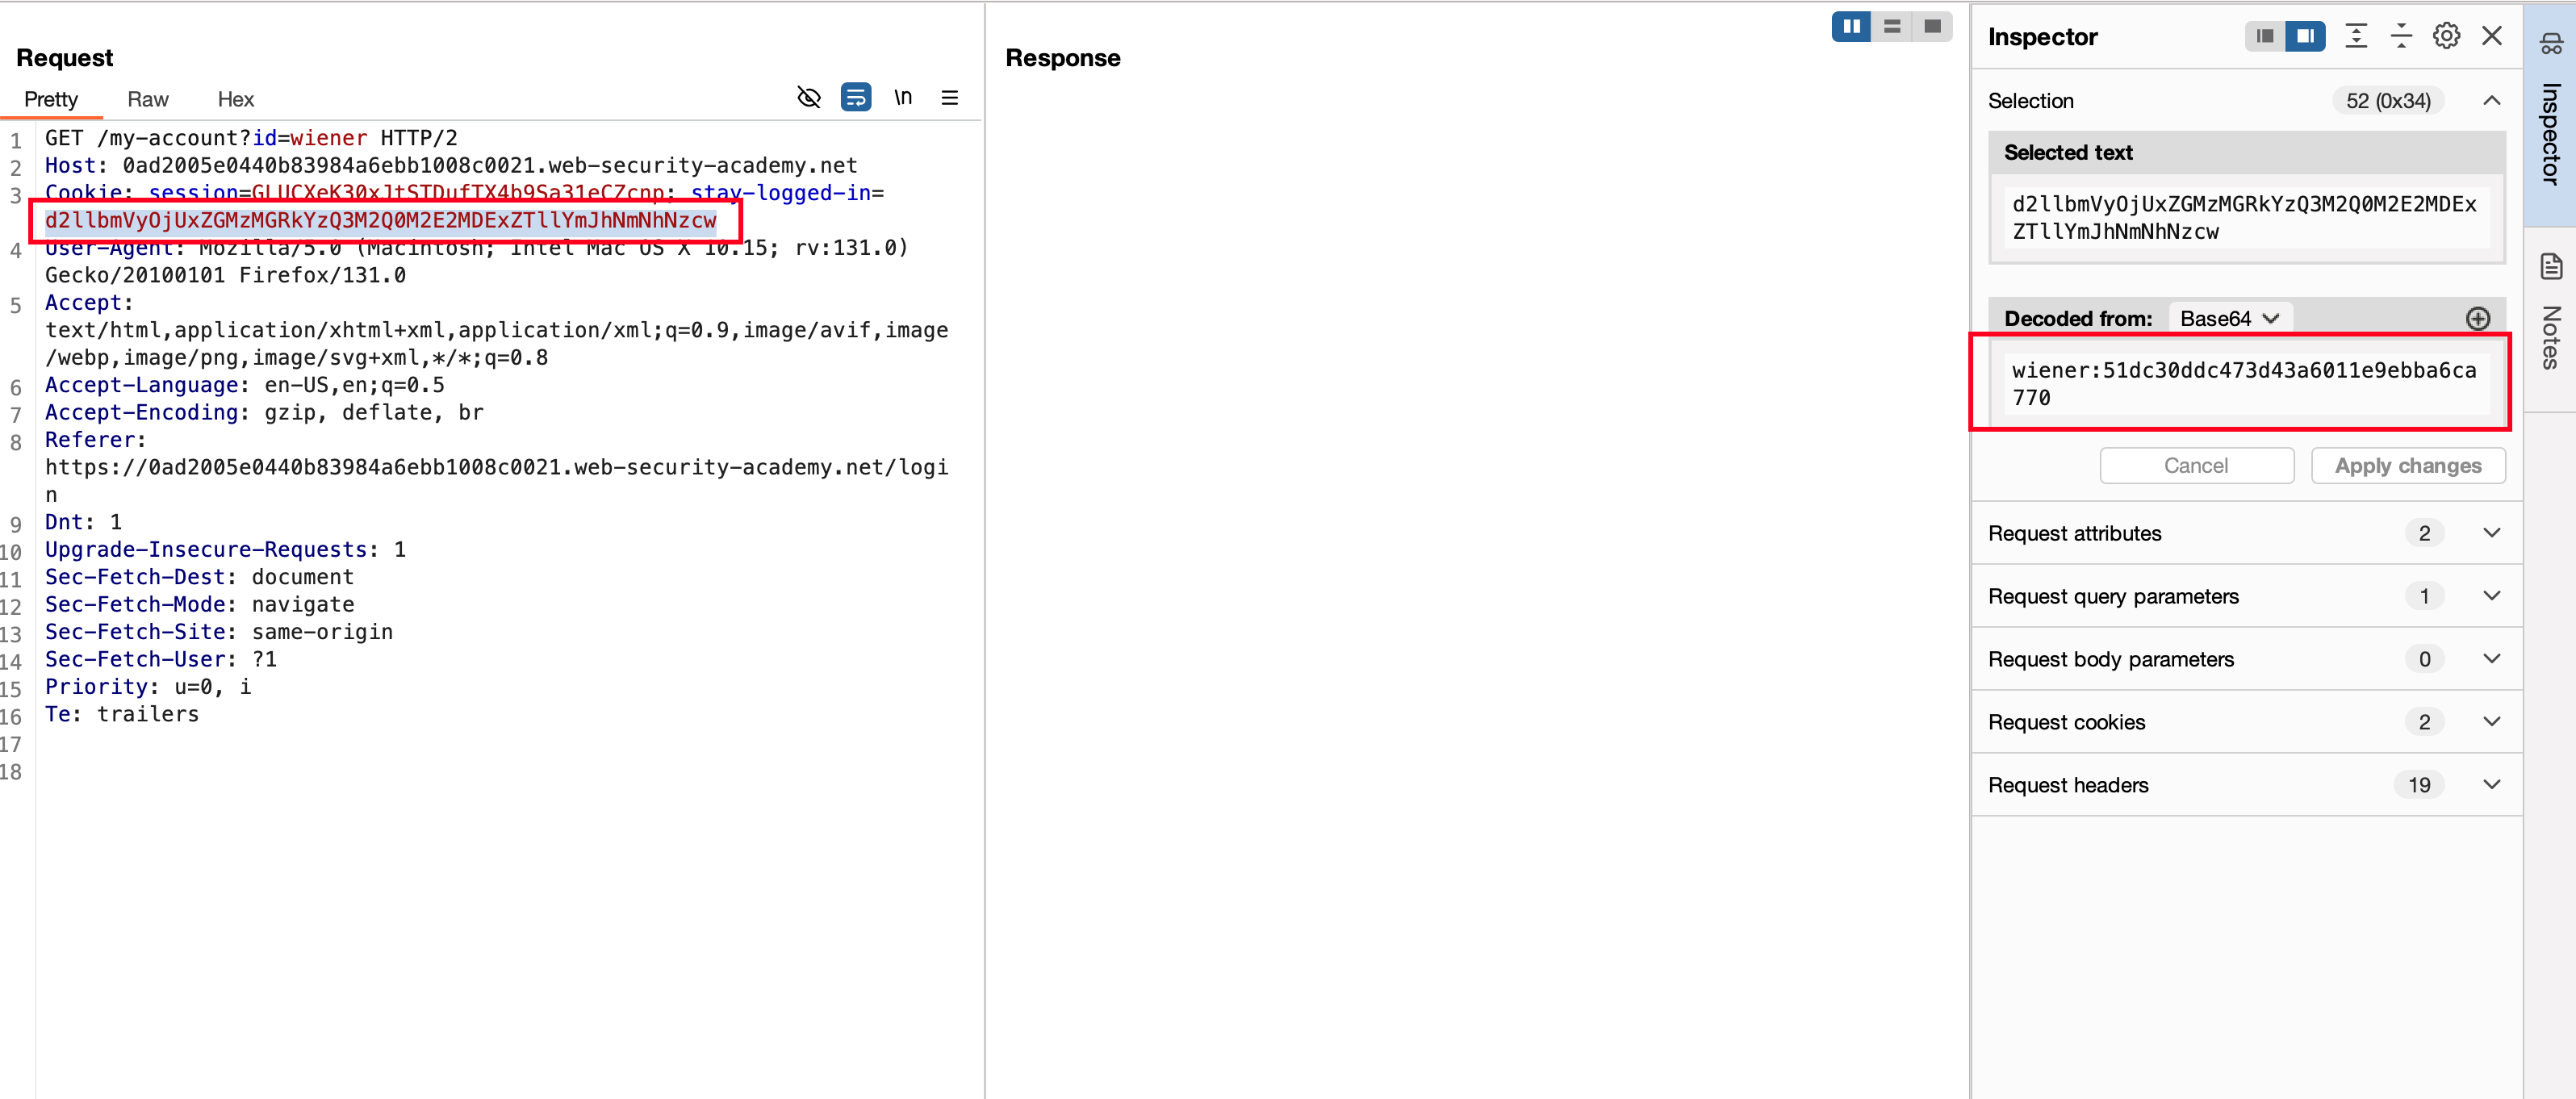 Request
Pretty Raw Hex
\n
1 GET /my-account?id=wiener HTTP/2
2 Host: 0ad2005e0440b83984a6ebb1008c0021.web-security-academy.net
3 Cookie: session=GLUCXeK30xJtSTDufTX4b9Sa31eCZcnp; stay-logged-in=
d2llbmVyOjUxZGMzMGRkYzQ3M2Q0M2E2MDExZTllYmJhNmNhNzcw
4 User-Agent: Mozilla/5.0 (Macintosh; Intel Mac OS X 10.15; rv:131.0)
Gecko/20100101 Firefox/131.0
5 Accept:
text/html,application/xhtml+xml,application/xml;q=0.9,image/avif,image
/webp,image/png,image/svg+xml,*/*;q=0.8
6 Accept-Language: en-US,en;q=0.5
7 Accept-Encoding: gzip, deflate, br
8 Referer:
https://0ad2005e0440b83984a6ebb1008c0021.web-security-academy.net/logi
n
9 Dnt: 1
10 Upgrade-Insecure-Requests: 1
11 Sec-Fetch-Dest: document
12 Sec-Fetch-Mode: navigate
13 Sec-Fetch-Site: same-origin
14 Sec-Fetch-User: ?1
15 Priority: u=0, i
16 Te: trailers
17
18
Response
Inspector
Selection 52 (0x34)
Selected text
d2llbmVyOjUxZGMzMGRkYzQ3M2Q0M2E2MDEx
ZTllYmJhNmNhNzcw
Decoded from: Base64
wiener:51dc30ddc473d43a6011e9ebba6ca
770
Cancel Apply changes
Request attributes 2
Request query parameters 1
Request body parameters 0
Request cookies 2
Request headers 19
Inspector
Notes